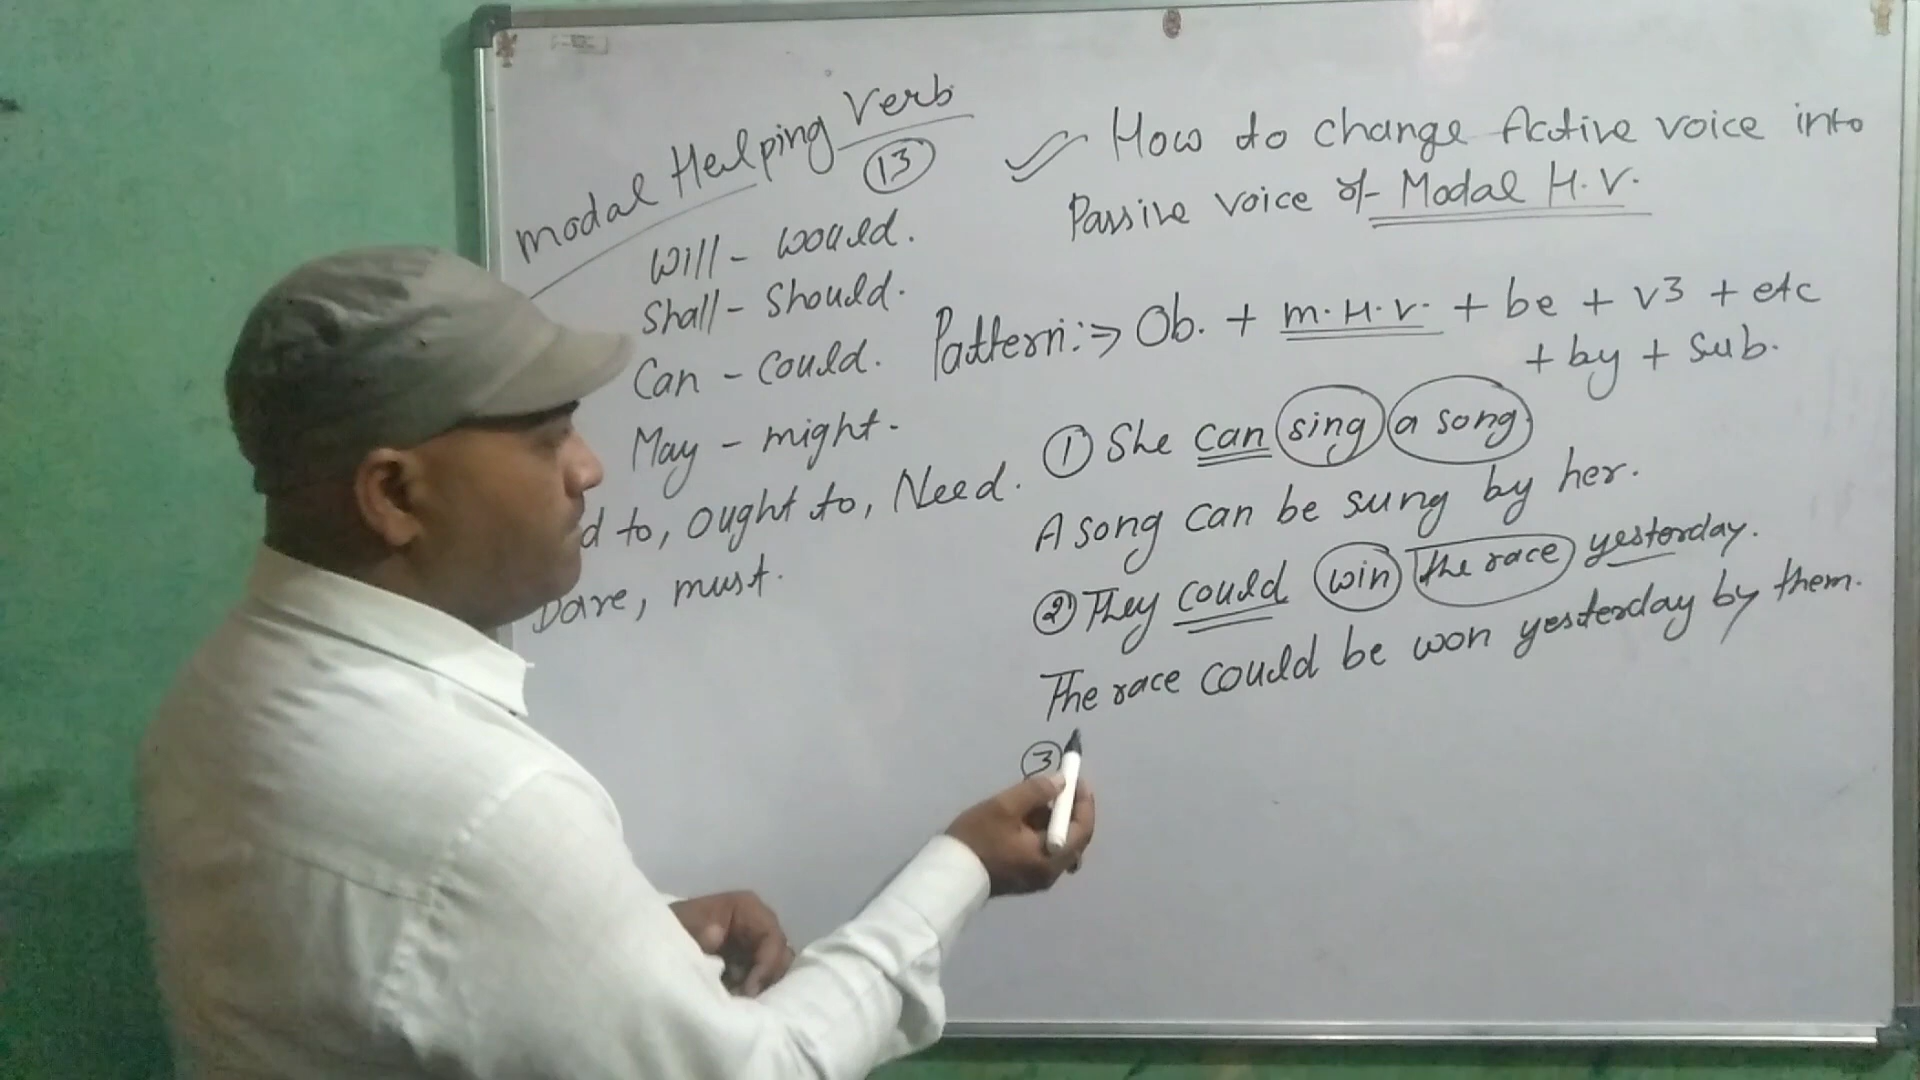 Modal Helping Verb
13
Will - would.
Shall - Should.
Can - Could.
May - might.
d to, ought to, Need.
Dare, must.
How to change Active voice into
Passive voice of Modal H.V.
Pattern:⇒ Ob. + m.H.v. + be + v3 + etc
+ by + Sub.
① She can sing a song
A song can be sung by her.
② They could win the race yesterday.
The race could be won yesterday by them.
③